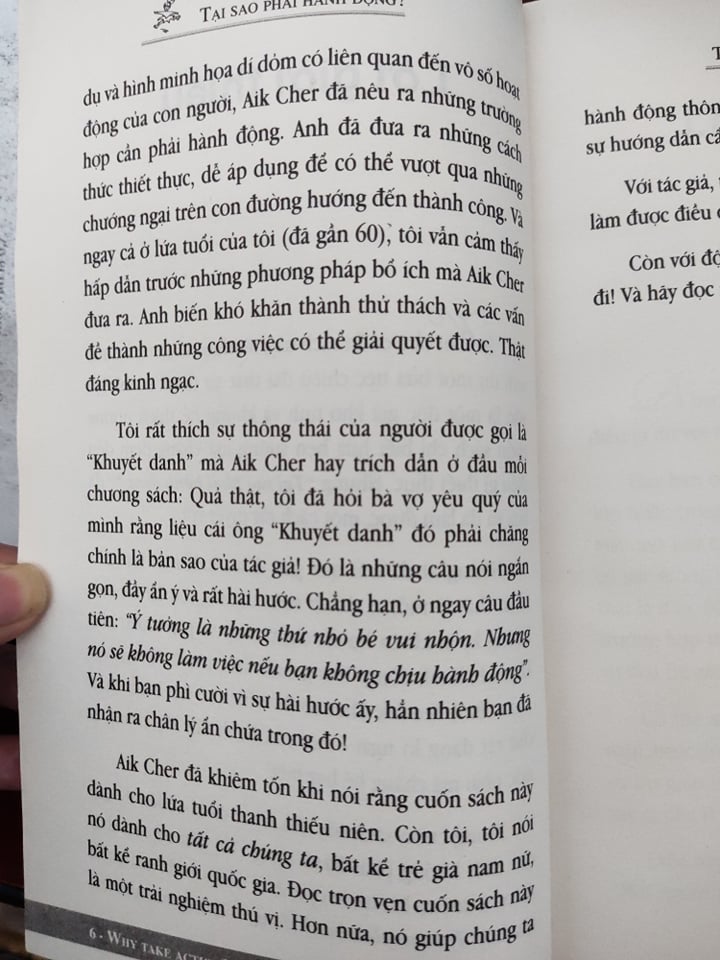 TẠI SAO PHẢI HÀNH ĐỘNG?
dụ và hình minh họa dí dỏm có liên quan đến vô số hoạt
động của con người, Aik Cher đã nêu ra những trường
hợp cần phải hành động. Anh đã đưa ra những cách
thức thiết thực, dễ áp dụng để có thể vượt qua những
chướng ngại trên con đường hướng đến thành công. Và
ngay cả ở lứa tuổi của tôi (đã gần 60), tôi vẫn cảm thấy
hấp dẫn trước những phương pháp bổ ích mà Aik Cher
đưa ra. Anh biến khó khăn thành thử thách và các vấn
đề thành những công việc có thể giải quyết được. Thật
đáng kinh ngạc.
Tôi rất thích sự thông thái của người được gọi là
“Khuyết danh” mà Aik Cher hay trích dẫn ở đầu mỗi
chương sách: Quả thật, tôi đã hỏi bà vợ yêu quý của
mình rằng liệu cái ông “Khuyết danh” đó phải chăng
chính là bản sao của tác giả! Đó là những câu nói ngắn
gọn, đầy ẩn ý và rất hài hước. Chẳng hạn, ở ngay câu đầu
tiên: “Ý tưởng là những thứ nhỏ bé vui nhộn. Nhưng
nó sẽ không làm việc nếu bạn không chịu hành động”.
Và khi bạn phì cười vì sự hài hước ấy, hẳn nhiên bạn đã
nhận ra chân lý ẩn chứa trong đó!
Aik Cher đã khiêm tốn khi nói rằng cuốn sách này
dành cho lứa tuổi thanh thiếu niên. Còn tôi, tôi nói
nó dành cho tất cả chúng ta, bất kể trẻ già nam nữ,
bất kể ranh giới quốc gia. Đọc trọn vẹn cuốn sách này
là một trải nghiệm thú vị. Hơn nữa, nó giúp chúng ta
6 - WHY TAKE
hành động thôn
sự hướng dẫn
Với tác giả,
làm được điều
Còn với
đi! Và hãy đọc